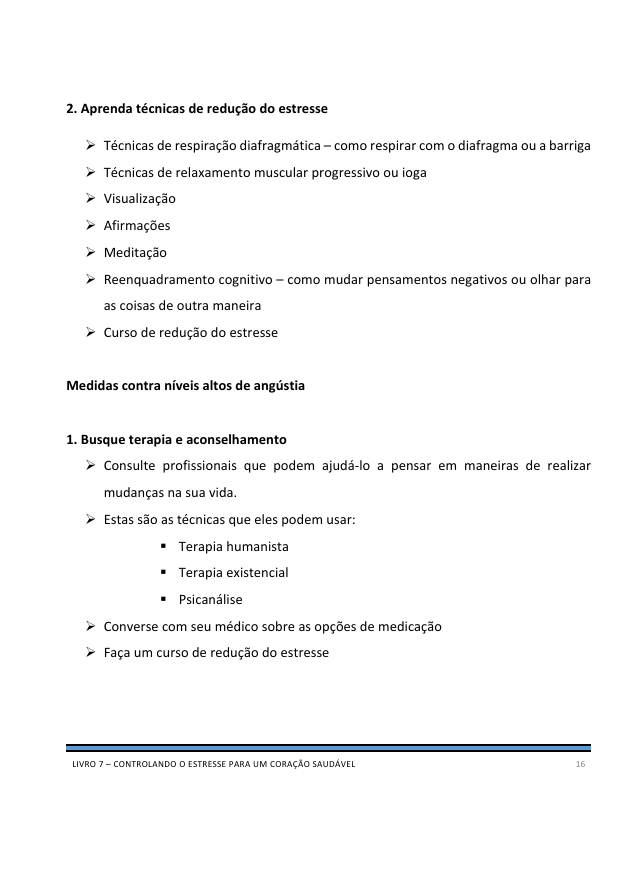 2. Aprenda técnicas de redução do estresse
➢ Técnicas de respiração diafragmática – como respirar com o diafragma ou a barriga
➢ Técnicas de relaxamento muscular progressivo ou ioga
➢ Visualização
➢ Afirmações
➢ Meditação
➢ Reenquadramento cognitivo – como mudar pensamentos negativos ou olhar para
as coisas de outra maneira
➢ Curso de redução do estresse
Medidas contra níveis altos de angústia
1. Busque terapia e aconselhamento
➢ Consulte profissionais que podem ajudá-lo a pensar em maneiras de realizar
mudanças na sua vida.
➢ Estas são as técnicas que eles podem usar:
▪ Terapia humanista
▪ Terapia existencial
▪ Psicanálise
➢ Converse com seu médico sobre as opções de medicação
➢ Faça um curso de redução do estresse
LIVRO 7 – CONTROLANDO O ESTRESSE PARA UM CORAÇÃO SAUDÁVEL 16